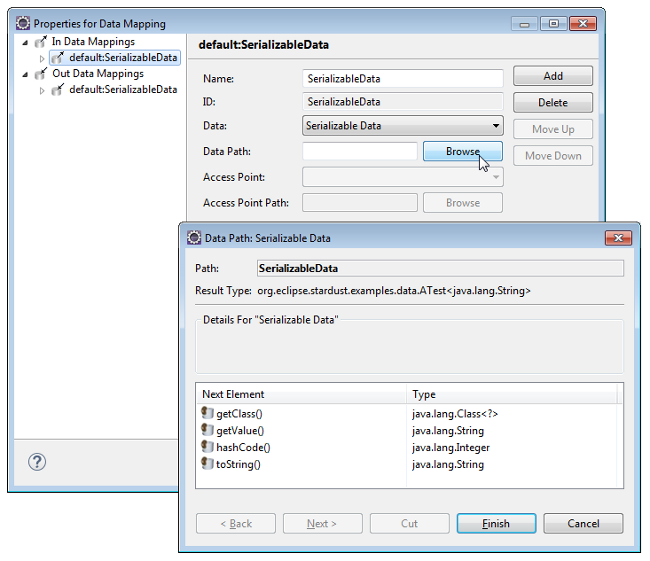 Properties for Data Mapping
In Data Mappings
default:SerializableData
Out Data Mappings
default:SerializableData
default:SerializableData
Name: SerializableData
ID: SerializableData
Data: Serializable Data
Data Path: Browse
Access Point:
Access Point Path: Browse
Add
Delete
Move Up
Move Down
Data Path: Serializable Data
Path: SerializableData
Result Type: org.eclipse.stardust.examples.data.ATest<java.lang.String>
Details For "Serializable Data"
Next Element Type
getClass() java.lang.Class<?>
getValue() java.lang.String
hashCode() java.lang.Integer
toString() java.lang.String
< Back Next > Cut Finish Cancel